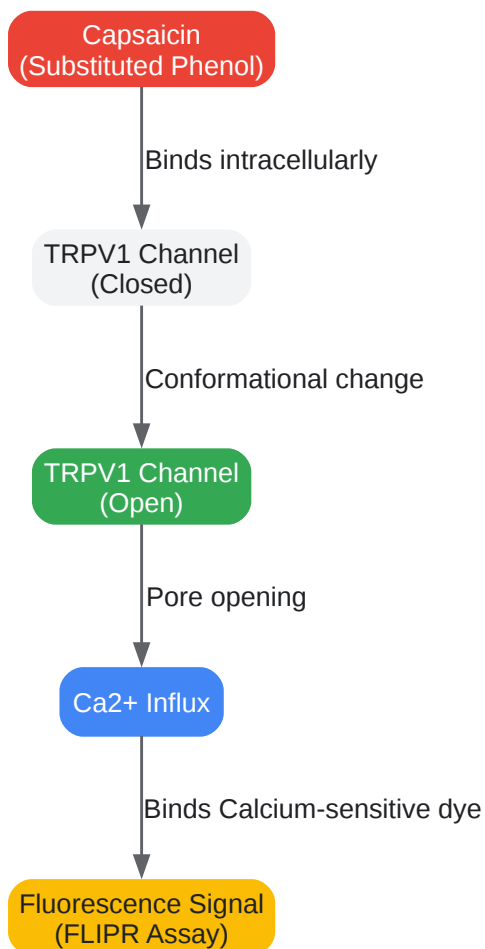 Capsaicin
(Substituted Phenol)
Binds intracellularly
TRPV1 Channel
(Closed)
Conformational change
TRPV1 Channel
(Open)
Pore opening
Ca2+ Influx
Binds Calcium-sensitive dye
Fluorescence Signal
(FLIPR Assay)